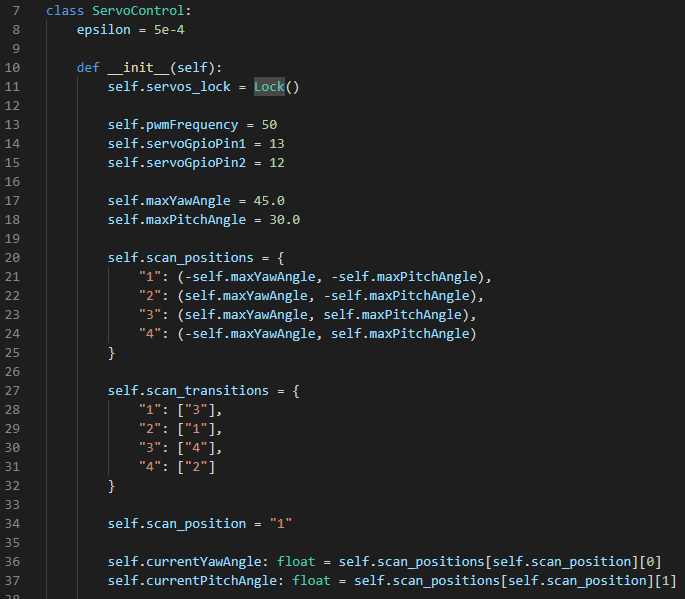 7 class ServoControl:
8     epsilon = 5e-4
9
10     def __init__(self):
11         self.servos_lock = Lock()
12
13         self.pwmFrequency = 50
14         self.servoGpioPin1 = 13
15         self.servoGpioPin2 = 12
16
17         self.maxYawAngle = 45.0
18         self.maxPitchAngle = 30.0
19
20         self.scan_positions = {
21             "1": (-self.maxYawAngle, -self.maxPitchAngle),
22             "2": (self.maxYawAngle, -self.maxPitchAngle),
23             "3": (self.maxYawAngle, self.maxPitchAngle),
24             "4": (-self.maxYawAngle, self.maxPitchAngle)
25         }
26
27         self.scan_transitions = {
28             "1": ["3"],
29             "2": ["1"],
30             "3": ["4"],
31             "4": ["2"]
32         }
33
34         self.scan_position = "1"
35
36         self.currentYawAngle: float = self.scan_positions[self.scan_position][0]
37         self.currentPitchAngle: float = self.scan_positions[self.scan_position][1]
38